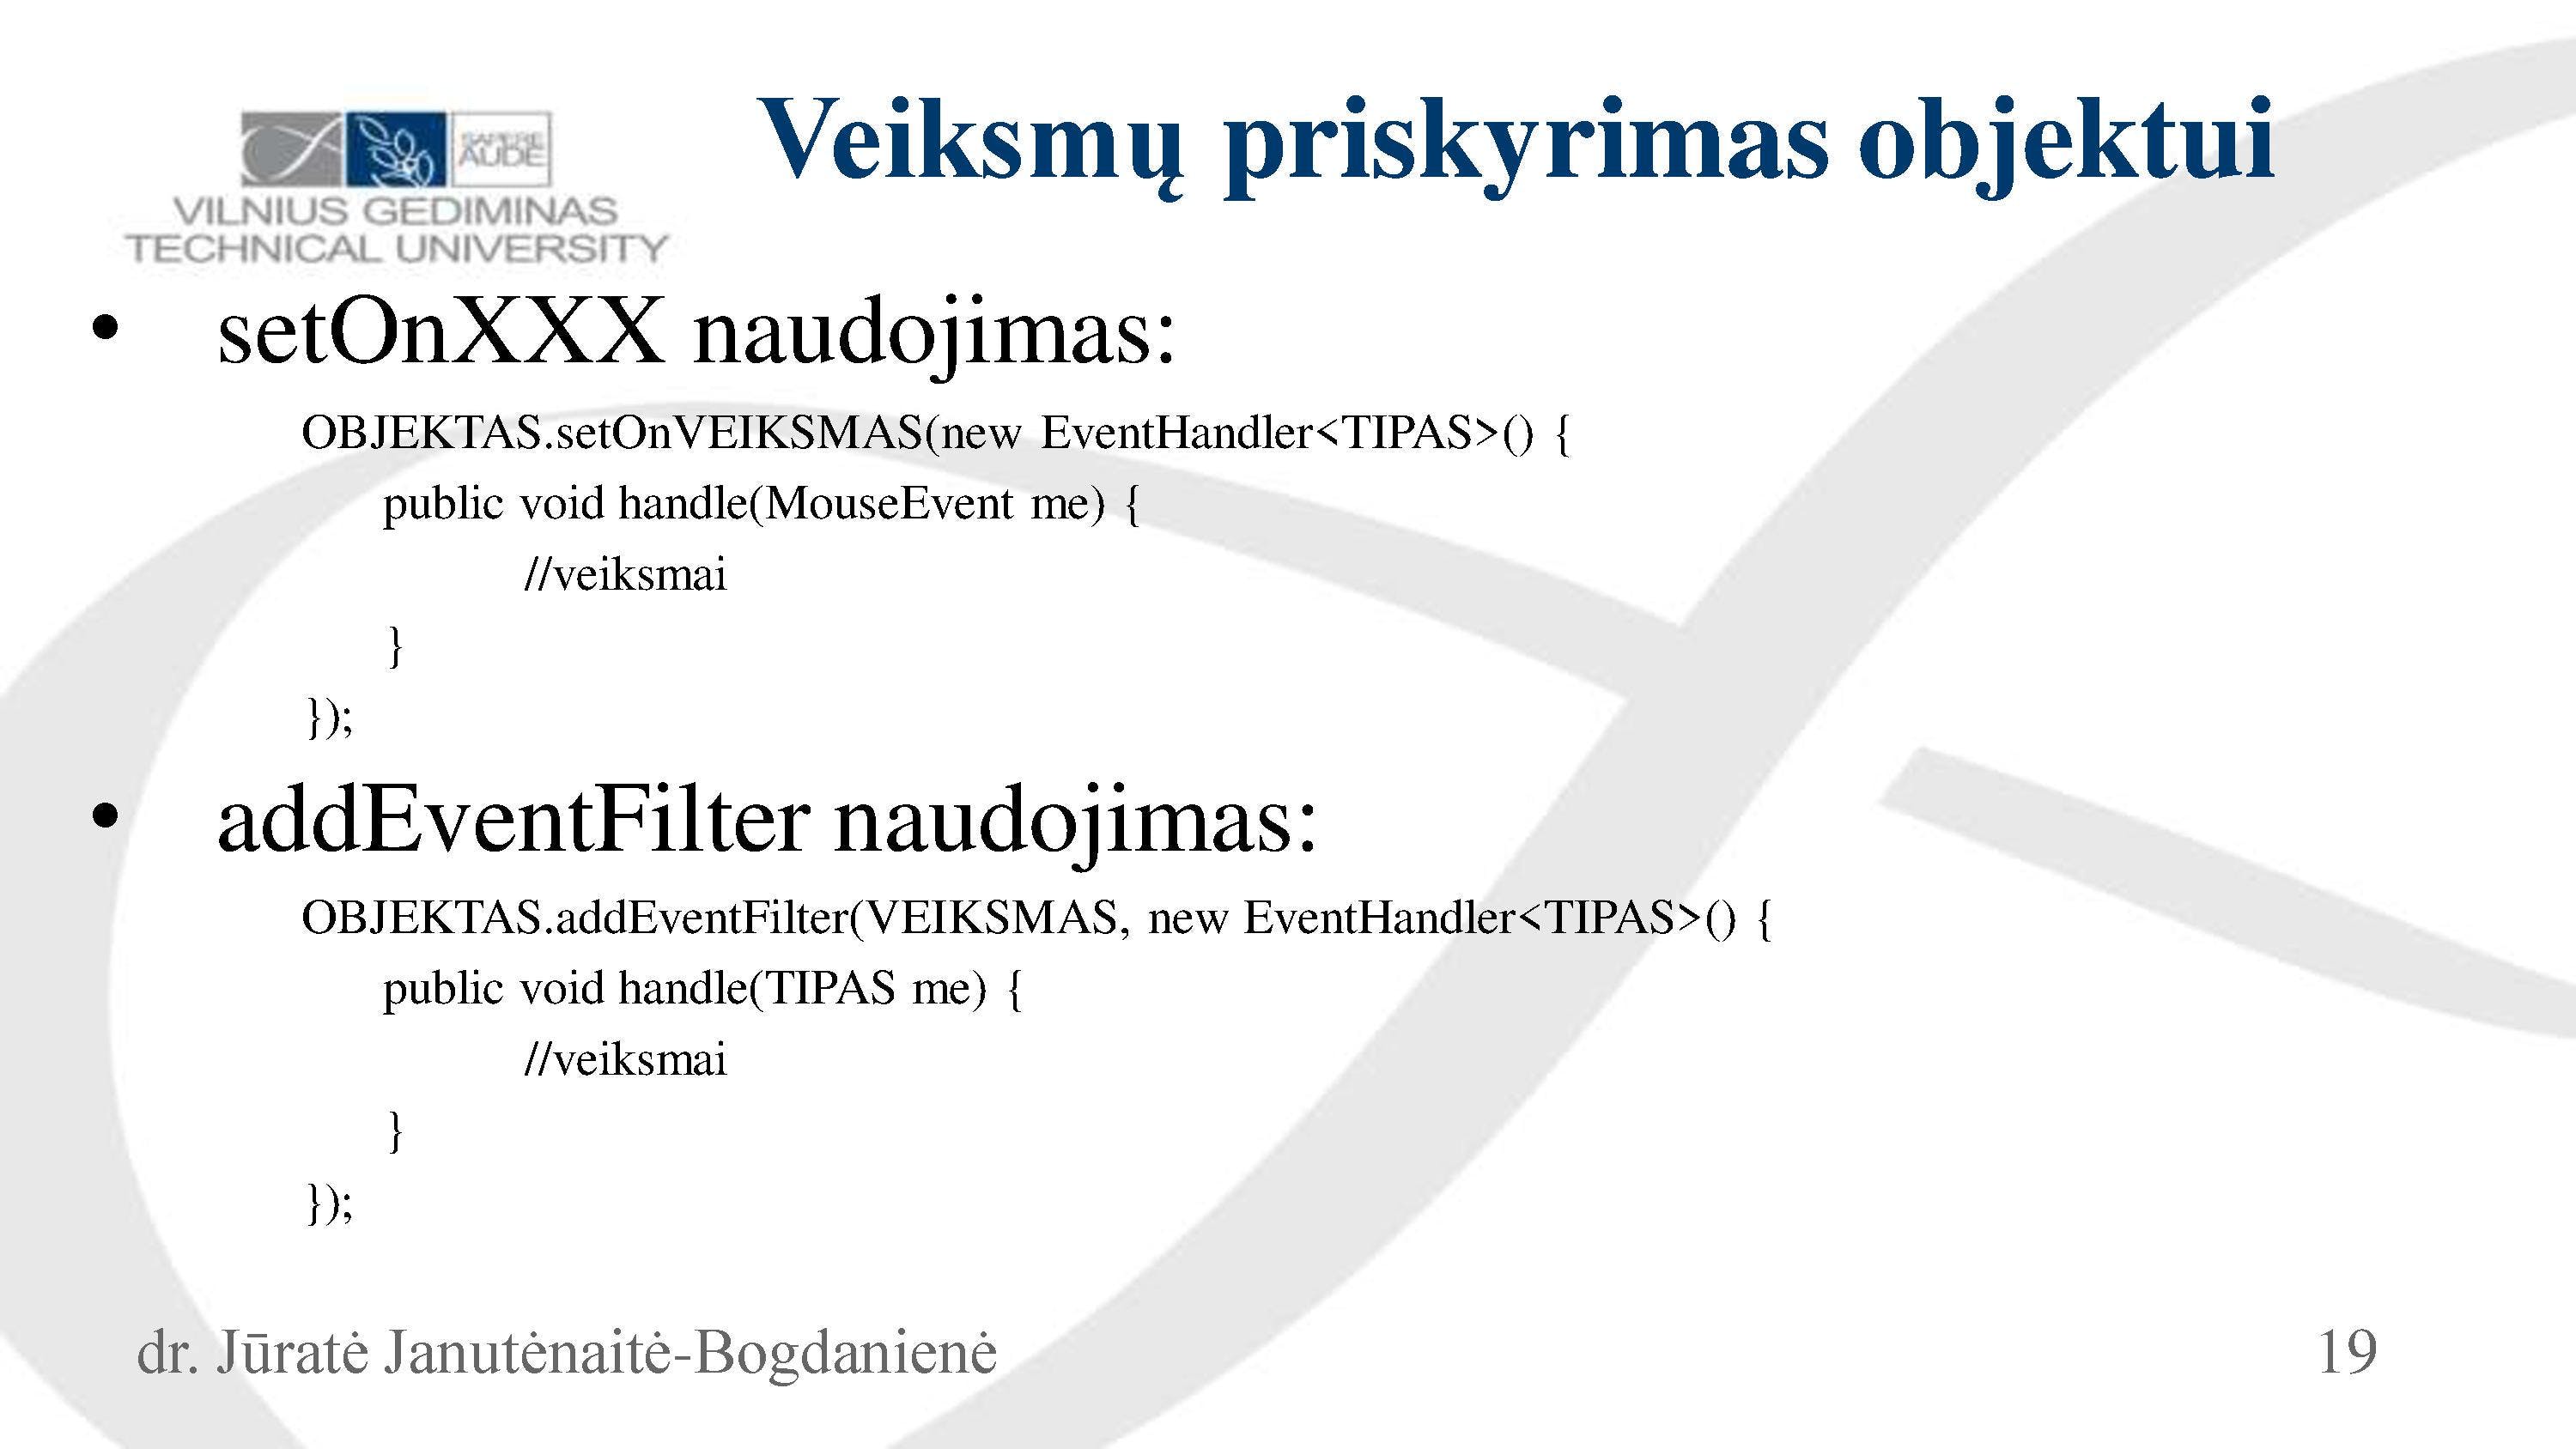 Veiksmų priskyrimas objektui
SAPERE
AUDE
VILNIUS GEDIMINAS
TECHNICAL UNIVERSITY
• setOnXXX naudojimas:
OBJEKTAS.setOnVEIKSMAS(new EventHandler<TIPAS>() {
public void handle(MouseEvent me) {
//veiksmai
}
});
• addEventFilter naudojimas:
OBJEKTAS.addEventFilter(VEIKSMAS, new EventHandler<TIPAS>() {
public void handle(TIPAS me) {
//veiksmai
}
});
dr. Jūratė Janutėnaitė-Bogdanienė
19